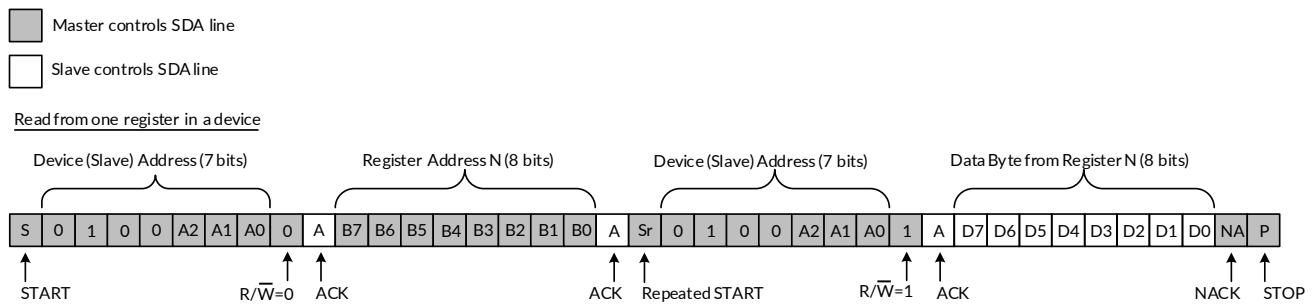 Master controls SDA line
Slave controls SDA line
Read from one register in a device
Device (Slave) Address (7 bits) Register Address N (8 bits) Device (Slave) Address (7 bits) Data Byte from Register N (8 bits)
S 0 1 0 0 A2 A1 A0 0 A B7 B6 B5 B4 B3 B2 B1 B0 A Sr 0 1 0 0 A2 A1 A0 1 A D7 D6 D5 D4 D3 D2 D1 D0 NA P
START R/W̅=0 ACK ACK Repeated START R/W̅=1 ACK NACK STOP